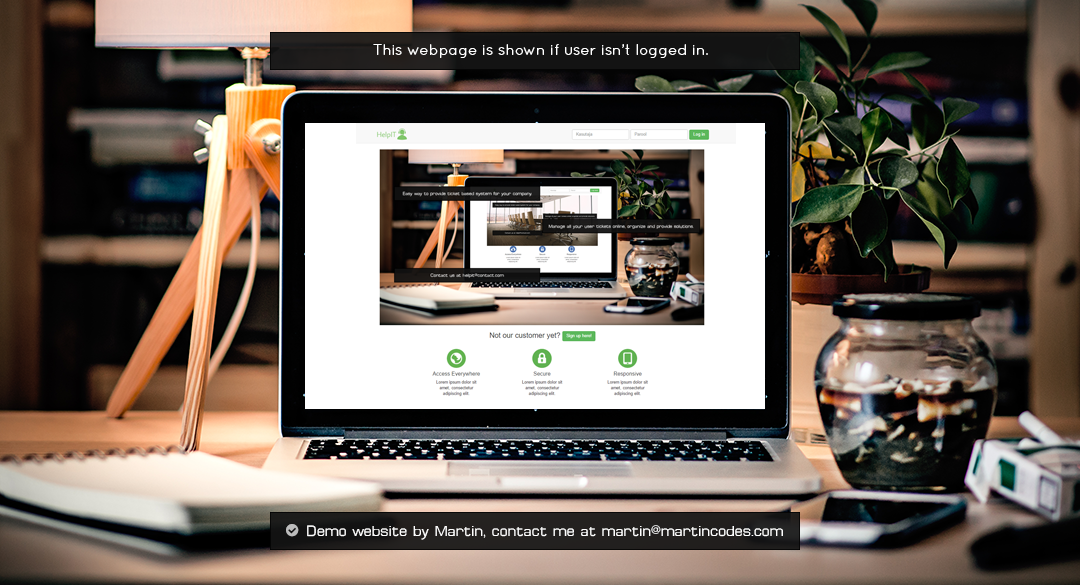 This webpage is shown if user isn't logged in.
HelpIT
Kasutaja
Parool
Log in
Easy way to provide ticket based system for your company.
Manage all your user tickets online, organize and provide solutions
Contact us at helpit@contact.com
Not our customer yet? Sign up here!
Access Everywhere
Lorem ipsum dolor sit
amet, consectetur
adipiscing elit
Secure
Lorem ipsum dolor sit
amet, consectetur
adipiscing elit
Responsive
Lorem ipsum dolor sit
amet, consectetur
adipiscing elit
Demo website by Martin, contact me at martin@martincodes.com